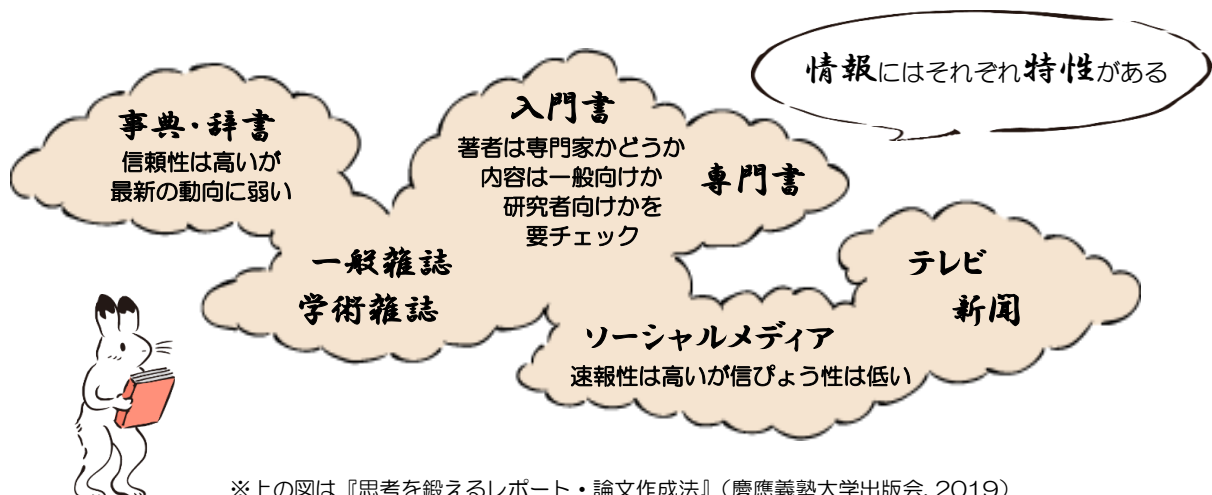 情報にはそれぞれ特性がある
事典・辞書
信頼性は高いが
最新の動向に弱い
入門書
著者は専門家かどうか
内容は一般向けか
研究者向けかを
要チェック
専門書
一般雑誌
学術雑誌
テレビ
新聞
ソーシャルメディア
速報性は高いが信ぴょう性は低い
※上の図は『思考を鍛えるレポート・論文作成法』（慶應義塾大学出版会, 2019）